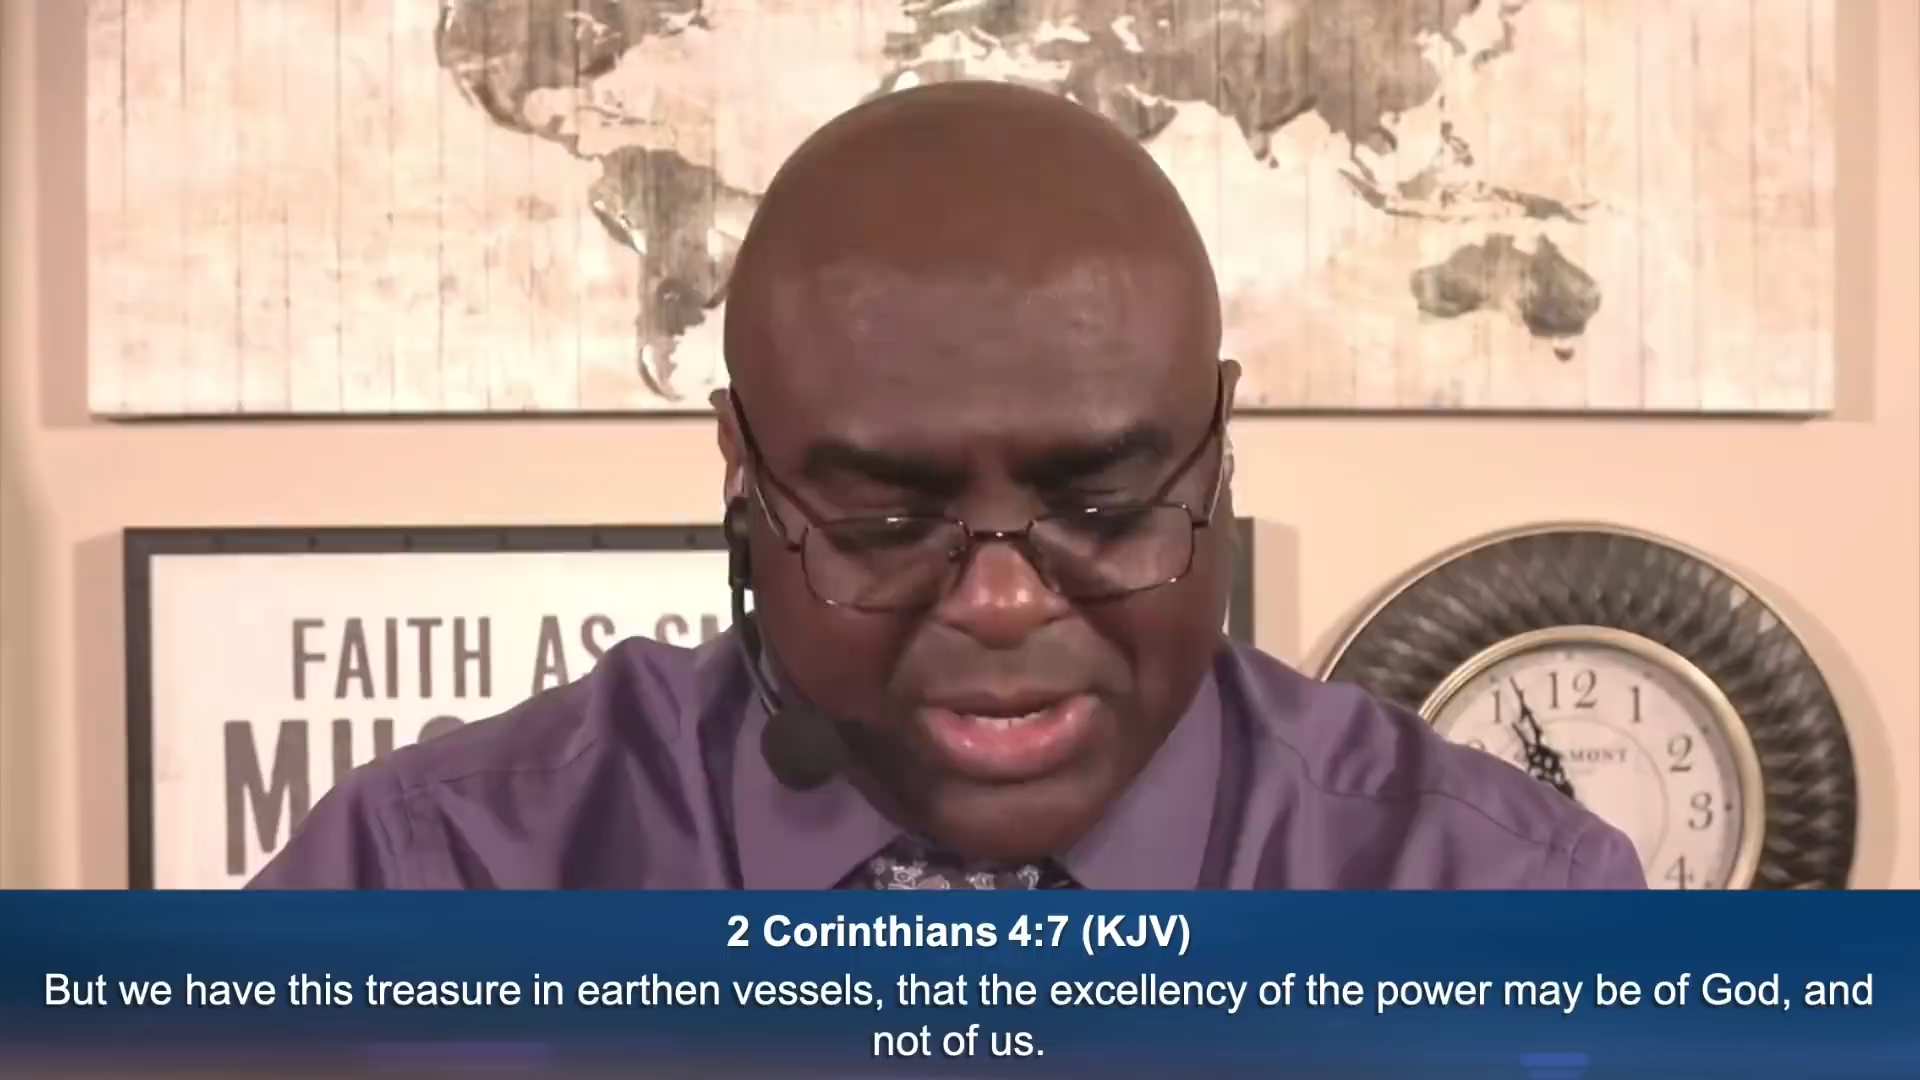 FAITH AS
12
1
2
3
4
2 Corinthians 4:7 (KJV)
But we have this treasure in earthen vessels, that the excellency of the power may be of God, and
not of us.